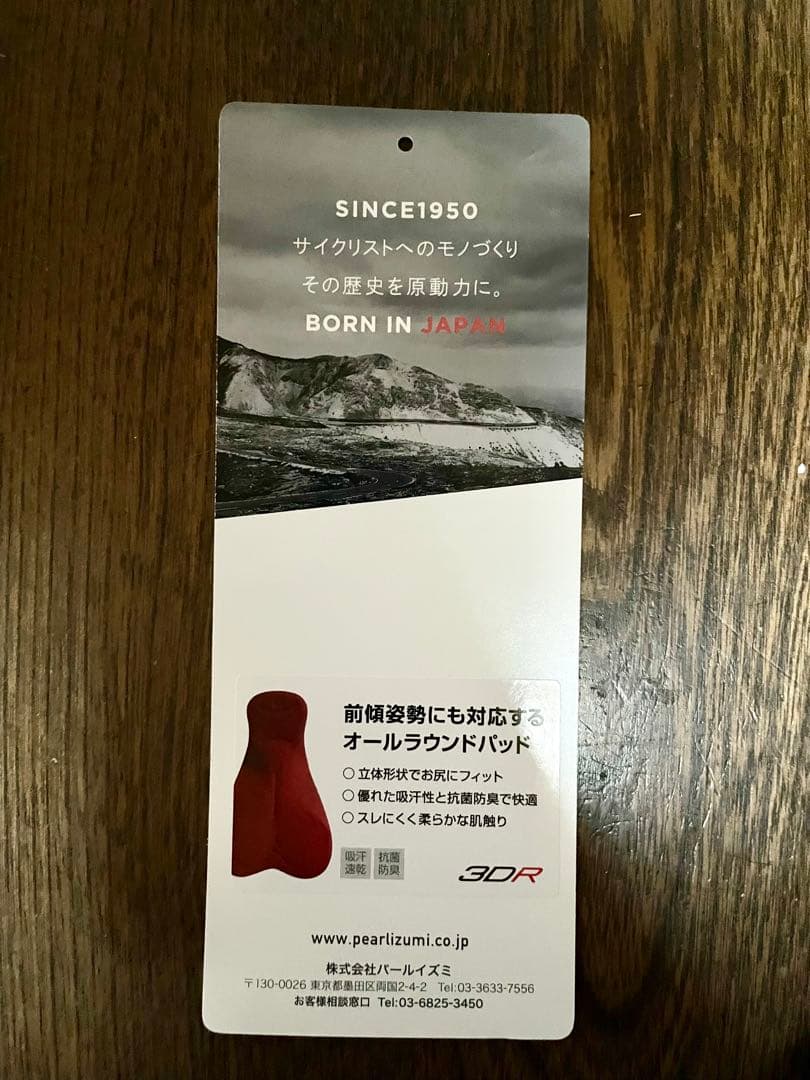 SINCE1950
サイクリストへのモノづくり
その歴史を原動力に。
BORN IN JAPAN
前傾姿勢にも対応する
オールラウンドパッド
○ 立体形状でお尻にフィット
○ 優れた吸汗性と抗菌防臭で快適
○ スレにくく柔らかな肌触り
吸汗 抗菌
速乾 防臭
3DR
www.pearlizumi.co.jp
株式会社パールイズミ
〒130-0026 東京都墨田区両国2-4-2 Tel:03-3633-7556
お客様相談窓口 Tel:03-6825-3450